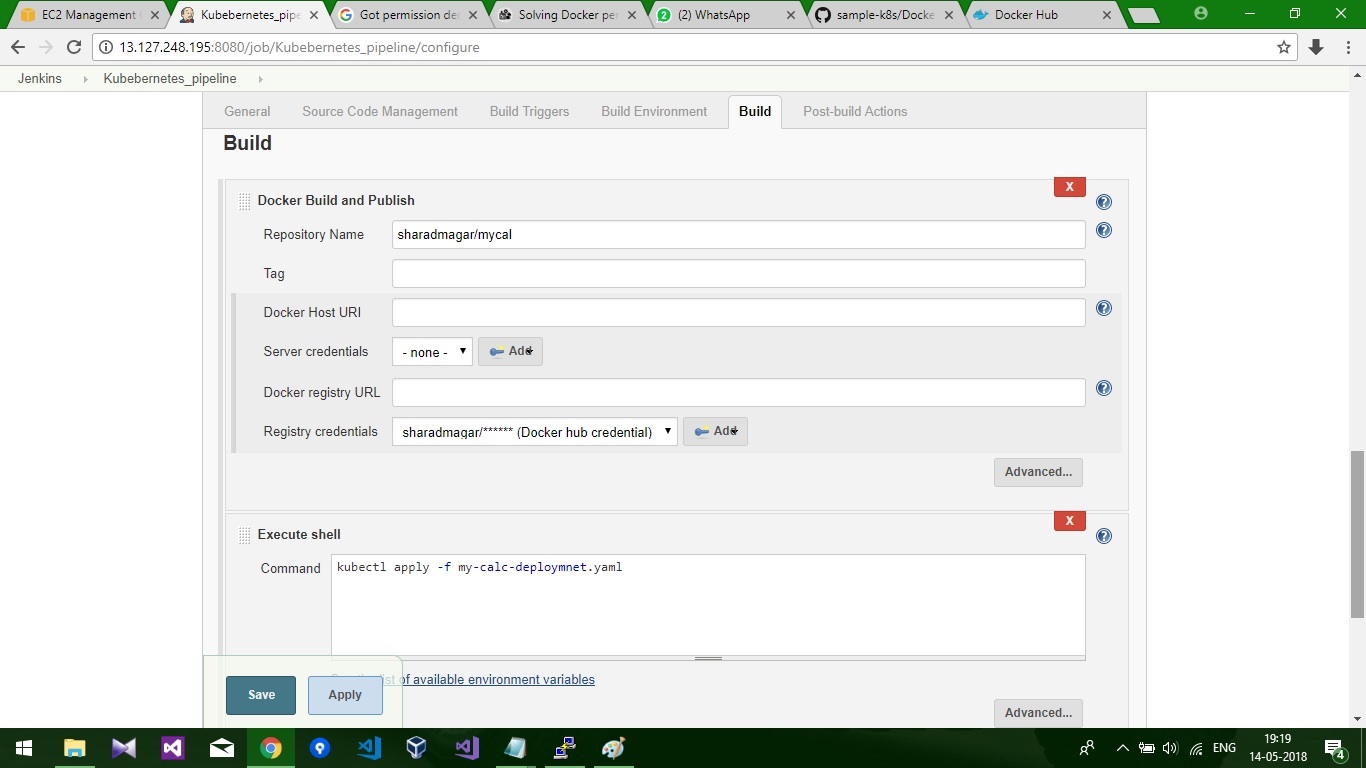 EC2 Management
Kubebernetes_pipe
Got permission de
Solving Docker pe
(2) WhatsApp
sample-k8s/Docke
Docker Hub
13.127.248.195:8080/job/Kubebernetes_pipeline/configure
Jenkins
Kubebernetes_pipeline
General
Source Code Management
Build Triggers
Build Environment
Build
Post-build Actions
Build
X
Docker Build and Publish
Repository Name
sharadmagar/mycal
Tag
Docker Host URI
Server credentials
- none -
Add
Docker registry URL
Registry credentials
sharadmagar/****** (Docker hub credential)
Add
Advanced...
X
Execute shell
Command
kubectl apply -f my-calc-deploymnet.yaml
of available environment variables
Save
Apply
Advanced...
ENG
19:19
14-05-2018
4